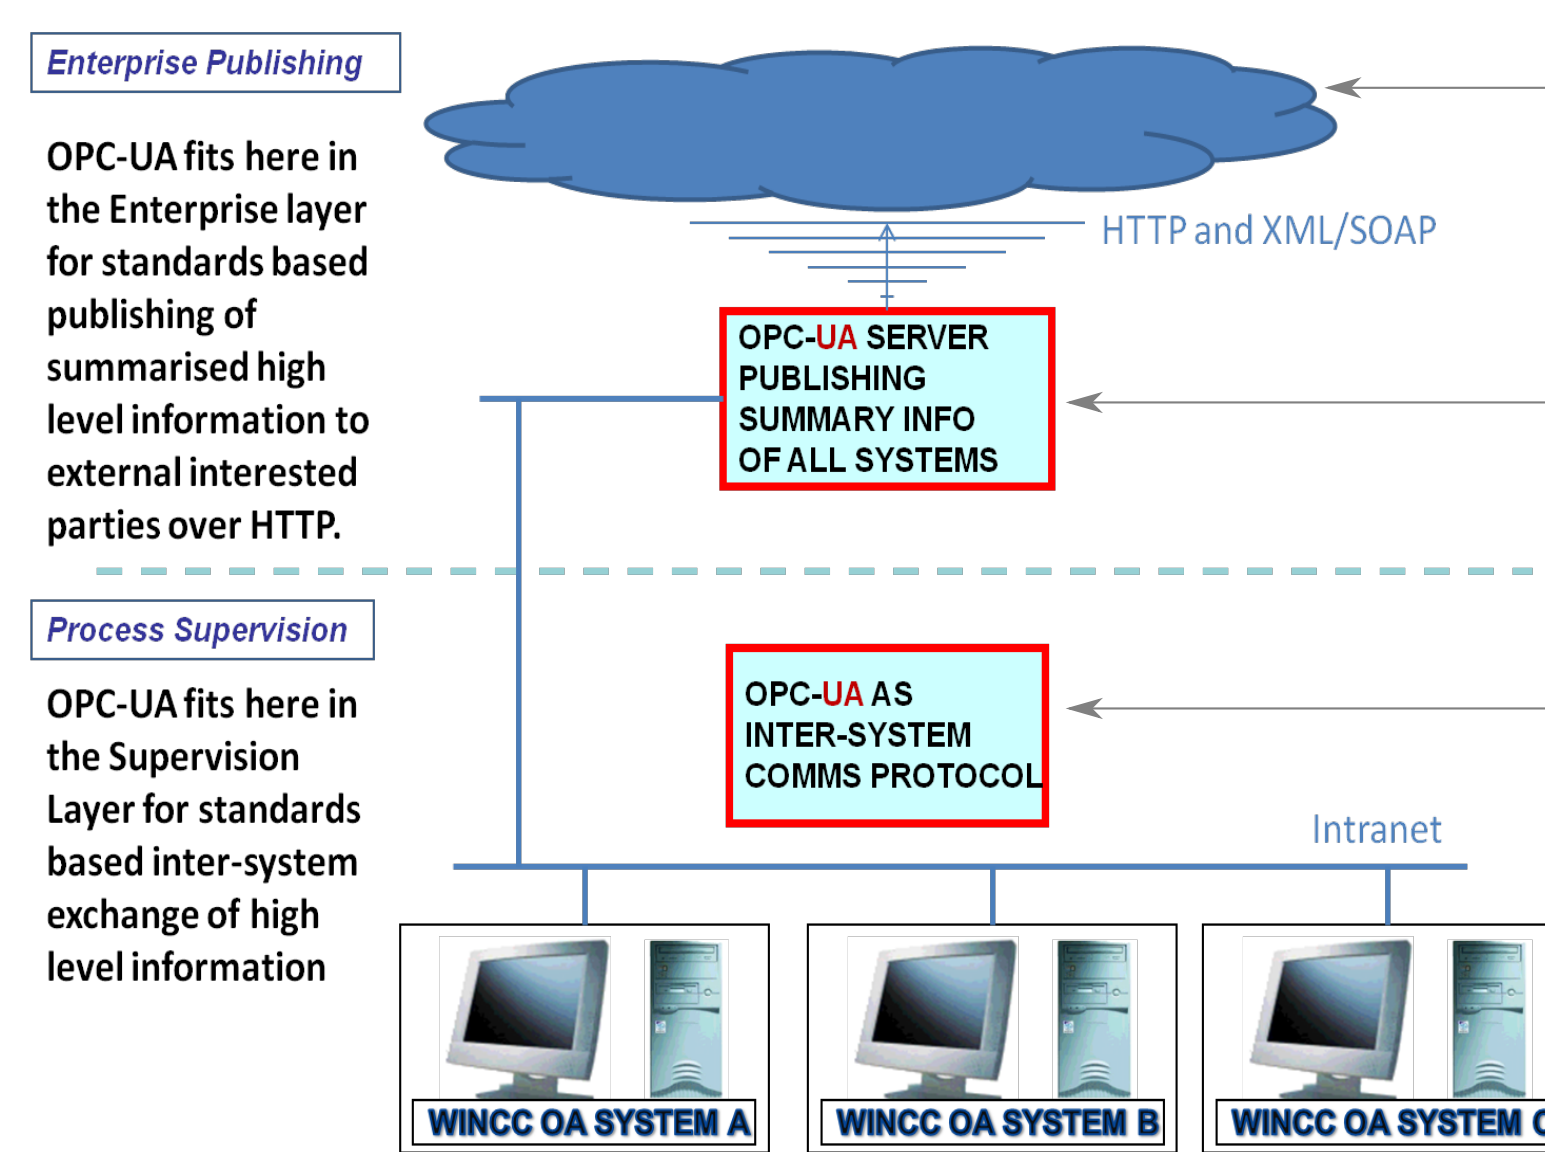 Enterprise Publishing
OPC-UA fits here in
the Enterprise layer
for standards based
publishing of
summarised high
level information to
external interested
parties over HTTP.
HTTP and XML/SOAP
OPC-UA SERVER
PUBLISHING
SUMMARY INFO
OF ALL SYSTEMS
Process Supervision
OPC-UA fits here in
the Supervision
Layer for standards
based inter-system
exchange of high
level information
OPC-UA AS
INTER-SYSTEM
COMMS PROTOCOL
Intranet
WINCC OA SYSTEM A
WINCC OA SYSTEM B
WINCC OA SYSTEM C